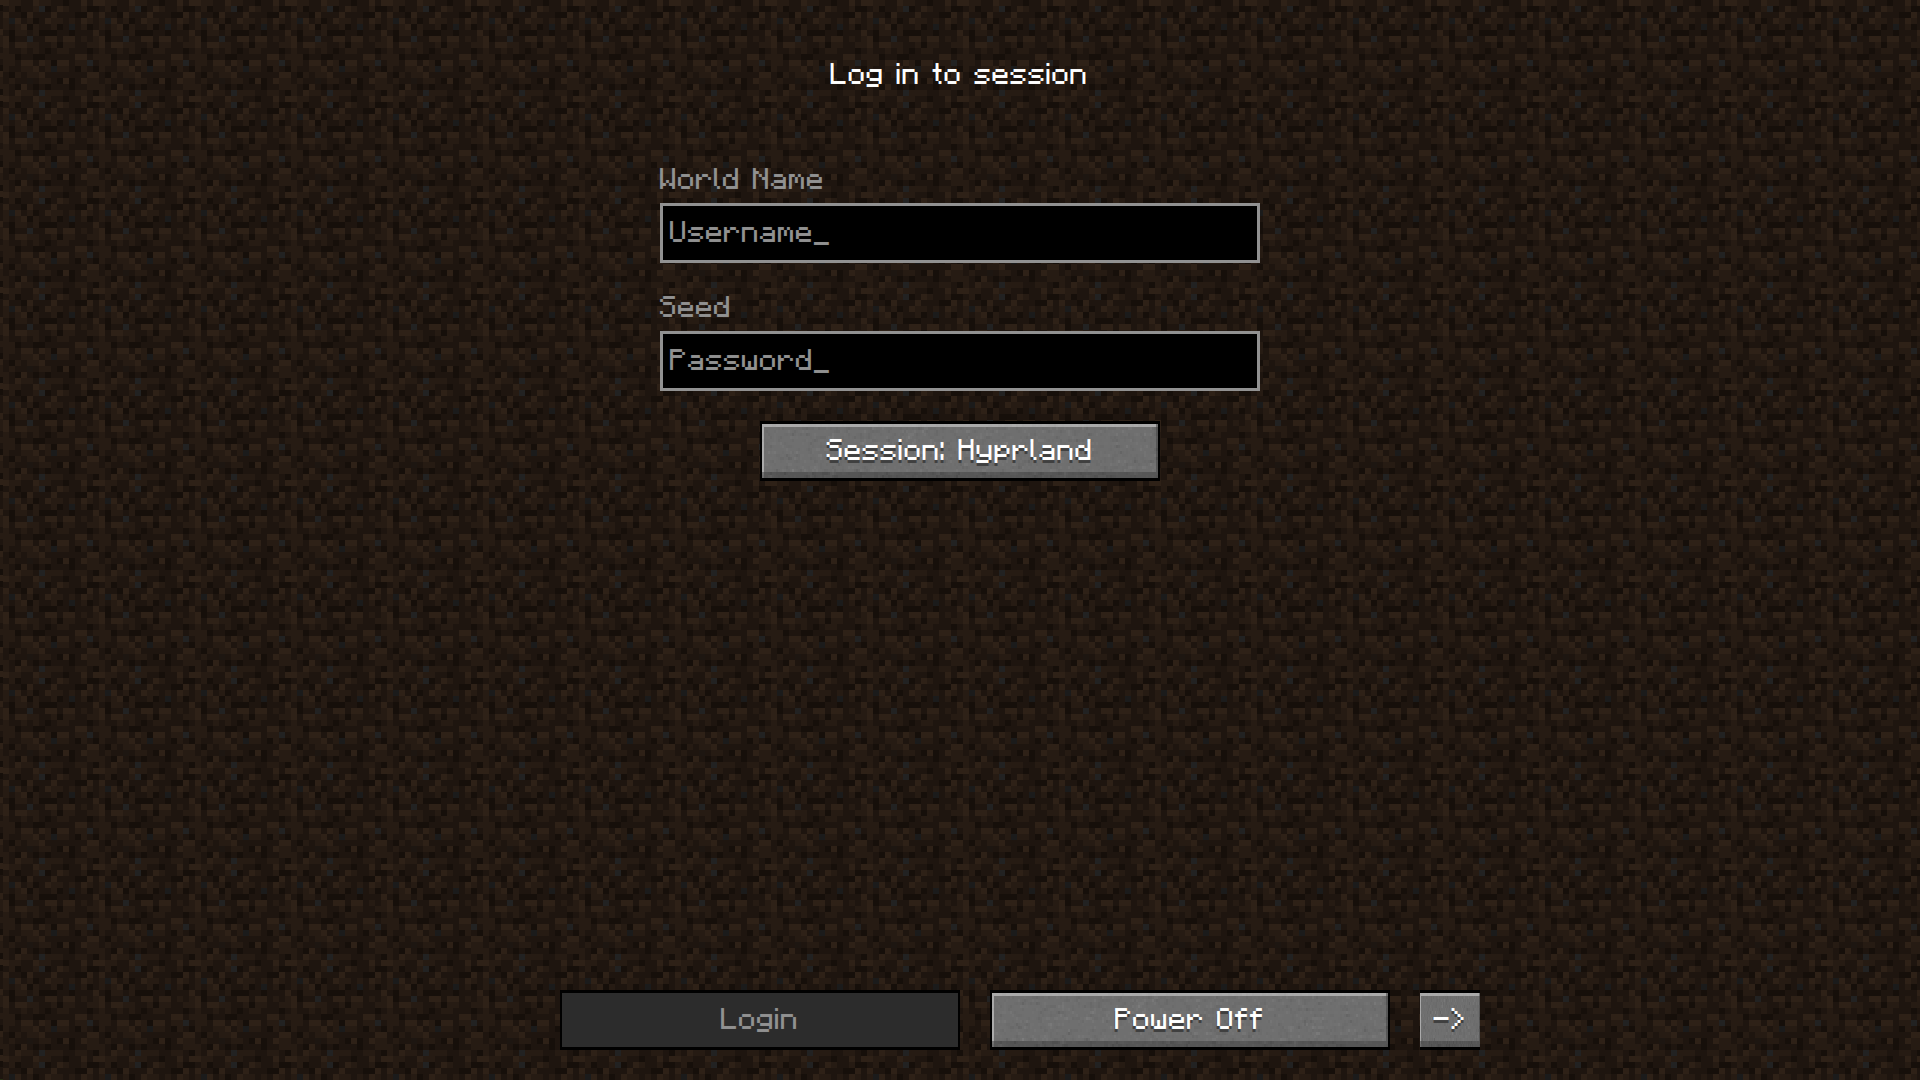 Log in to session
World Name
Username_
Seed
Password_
Session: Hyprland
Login
Power Off
->